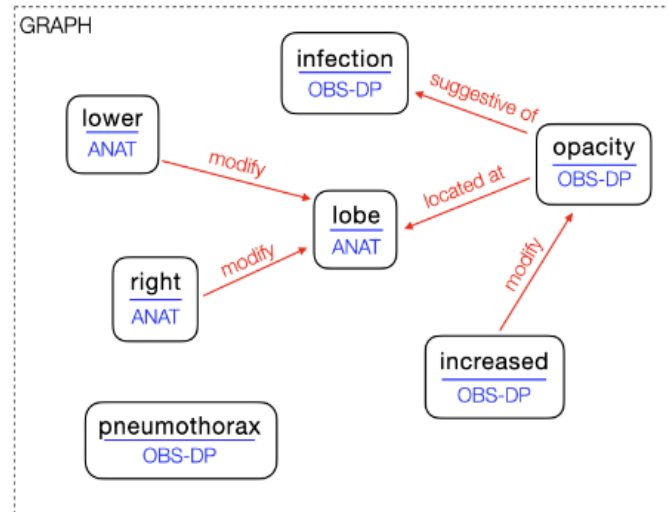 GRAPH
infection
OBS-DP
suggestive of
lower
ANAT
opacity
OBS-DP
modify
located at
lobe
ANAT
modify
right
ANAT
modify
increased
OBS-DP
pneumothorax
OBS-DP